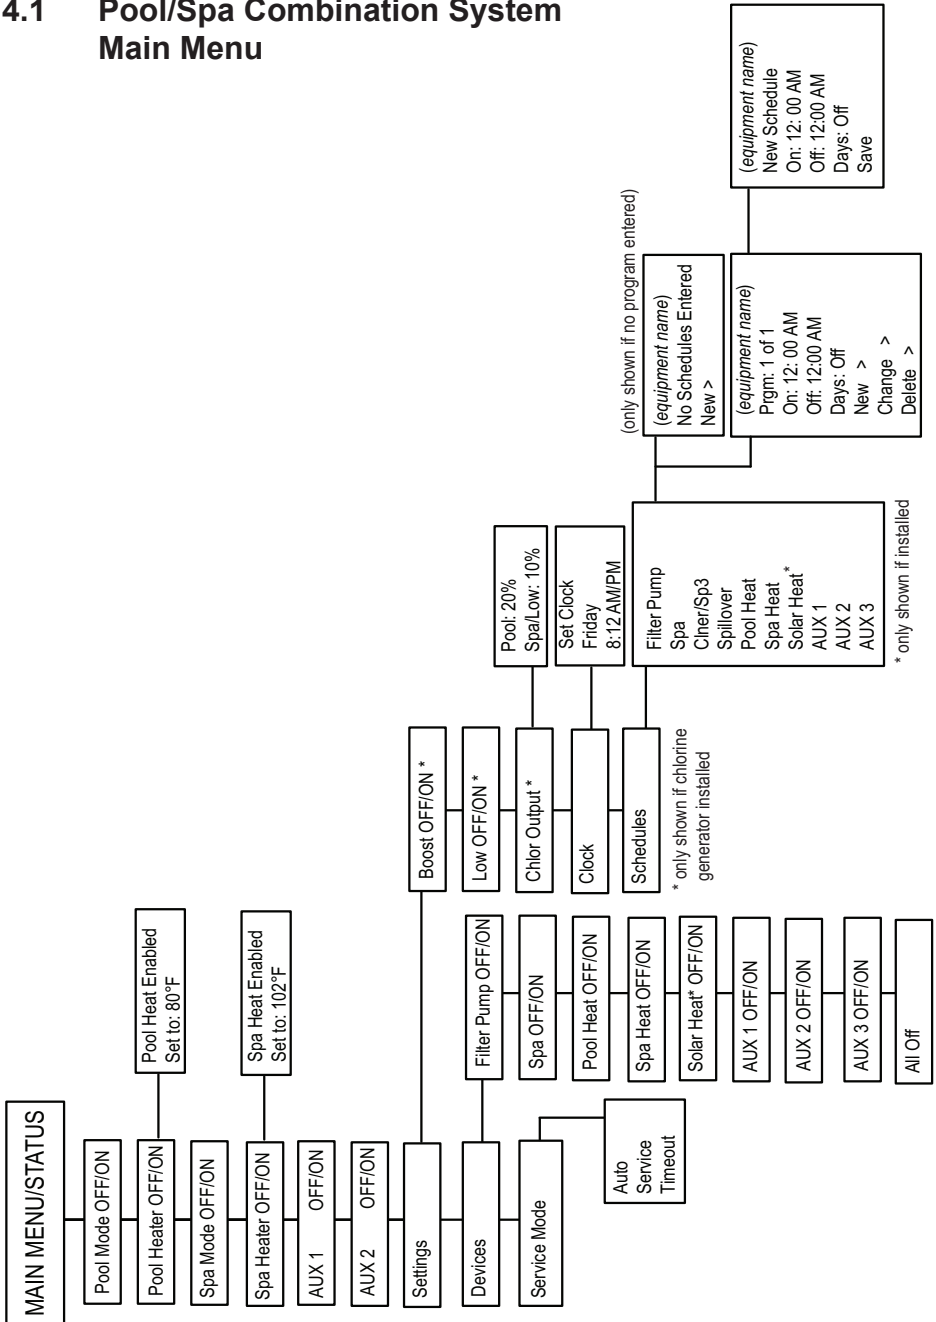 4.1 Pool/Spa Combination System
Main Menu
MAIN MENU/STATUS
Pool Mode OFF/ON
Pool Heater OFF/ON
Pool Heat Enabled
Set to: 80°F
Spa Mode OFF/ON
Spa Heater OFF/ON
Spa Heat Enabled
Set to: 102°F
AUX 1 OFF/ON
AUX 2 OFF/ON
Settings
Boost OFF/ON *
Low OFF/ON *
Chlor Output *
Pool: 20%
Spa/Low: 10%
Clock
Set Clock
Friday
8:12 AM/PM
Schedules
* only shown if chlorine
generator installed
Filter Pump
Spa
Clner/Sp3
Spillover
Pool Heat
Spa Heat
Solar Heat*
AUX 1
AUX 2
AUX 3
* only shown if installed
(only shown if no program entered)
(equipment name)
No Schedules Entered
New >
(equipment name)
Prgm: 1 of 1
On: 12: 00 AM
Off: 12:00 AM
Days: Off
New >
Change >
Delete >
(equipment name)
New Schedule
On: 12: 00 AM
Off: 12:00 AM
Days: Off
Save
Devices
Filter Pump OFF/ON
Spa OFF/ON
Pool Heat OFF/ON
Spa Heat OFF/ON
Solar Heat* OFF/ON
AUX 1 OFF/ON
AUX 2 OFF/ON
AUX 3 OFF/ON
All Off
Service Mode
Auto
Service
Timeout